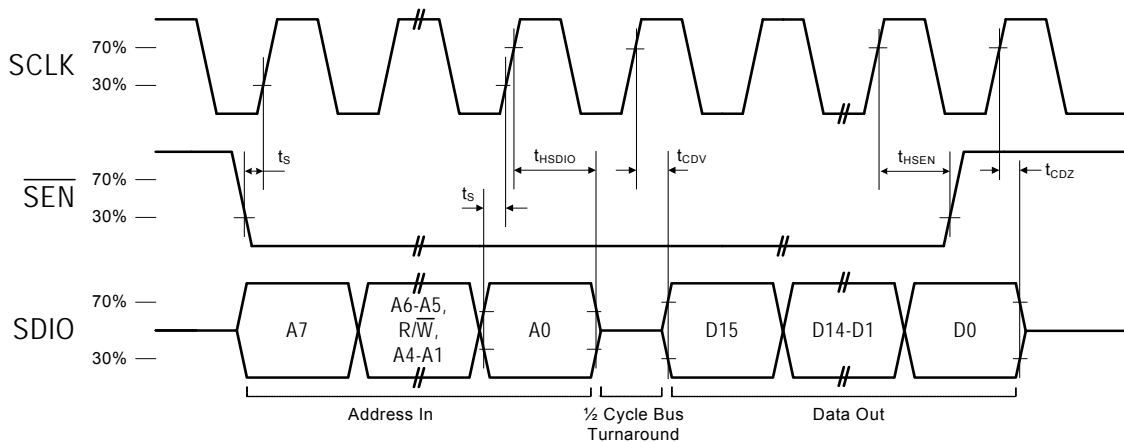 SCLK
70%
30%
SEN
70%
30%
tS
tS
tHSDIO
tCDV
tHSEN
tCDZ
SDIO
70%
30%
A7
A6-A5,
R/W,
A4-A1
A0
D15
D14-D1
D0
Address In
½ Cycle Bus
Turnaround
Data Out